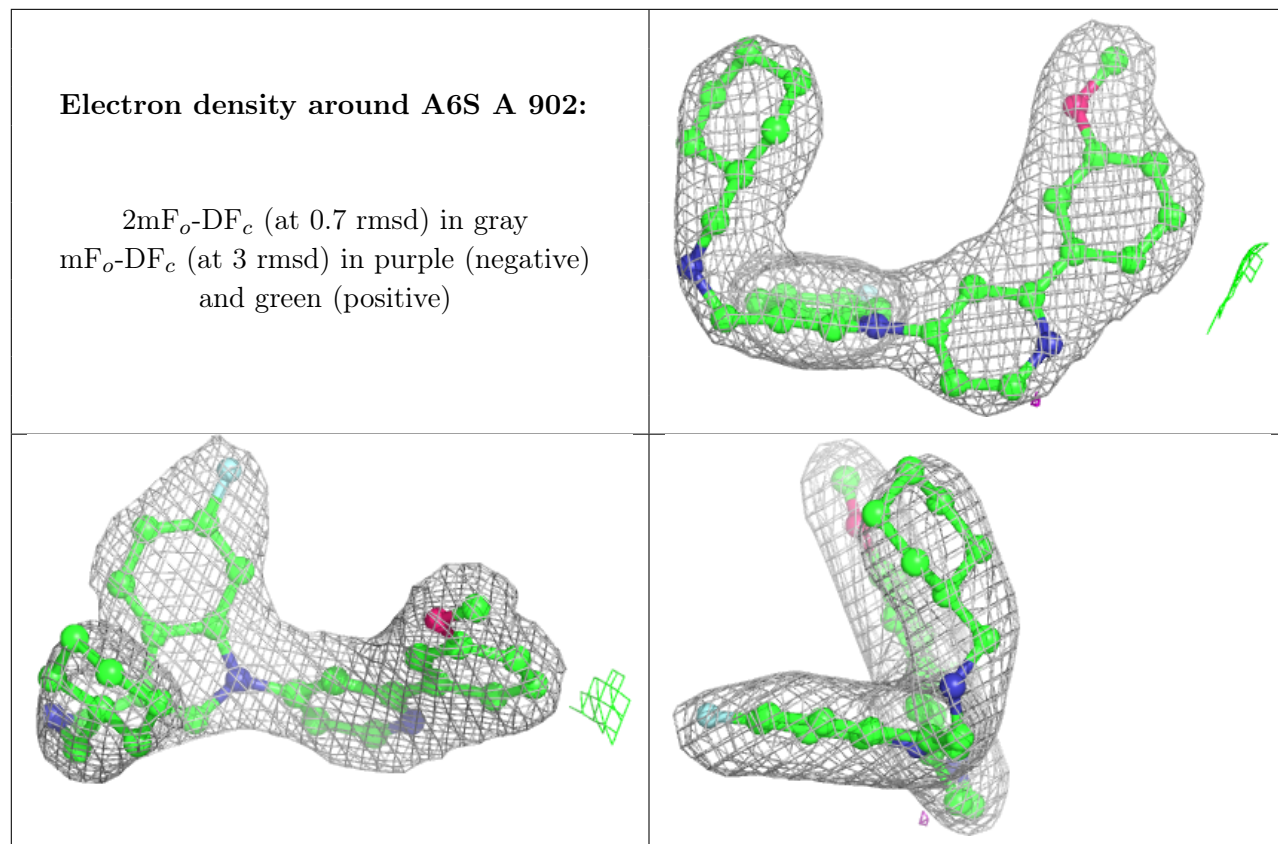 Electron density around A6S A 902:
2mFo-DFc (at 0.7 rmsd) in gray
mFo-DFc (at 3 rmsd) in purple (negative)
and green (positive)